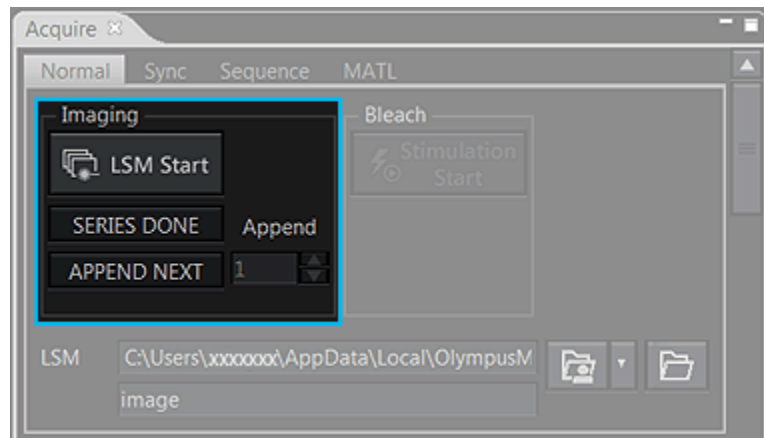 Acquire
Normal Sync Sequence MATL
Imaging
LSM Start
SERIES DONE
Append
APPEND NEXT
1
Bleach
Stimulation
Start
LSM
C:\Users\xxxxxxx\AppData\Local\OlympusM
image